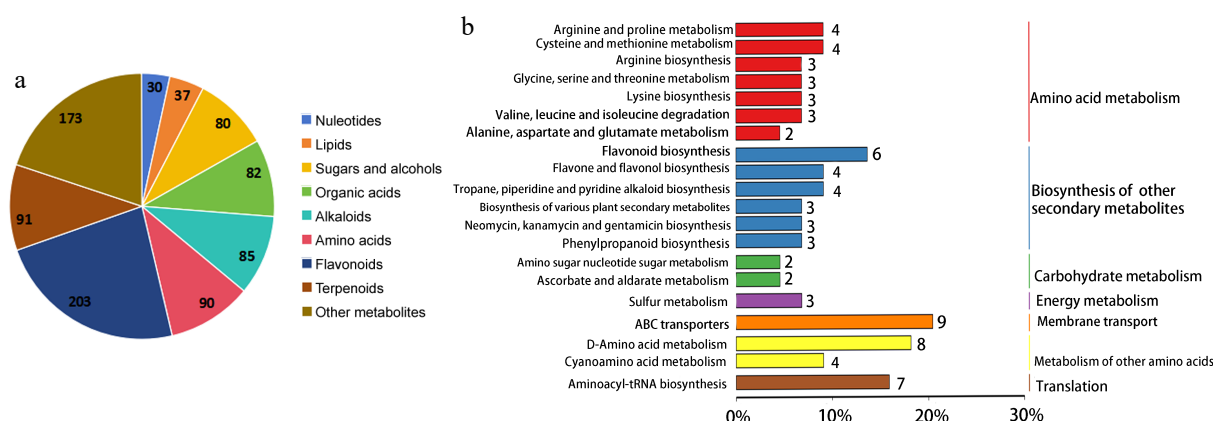 a
30
37
80
82
85
90
203
91
173
Nuleotides
Lipids
Sugars and alcohols
Organic acids
Alkaloids
Amino acids
Flavonoids
Terpenoids
Other metabolites
b
Arginine and proline metabolism 4
Cysteine and methionine metabolism 4
Arginine biosynthesis 3
Glycine, serine and threonine metabolism 3
Lysine biosynthesis 3
Valine, leucine and isoleucine degradation 3
Alanine, aspartate and glutamate metabolism 2
Amino acid metabolism
Flavonoid biosynthesis 6
Flavone and flavonol biosynthesis 4
Tropane, piperidine and pyridine alkaloid biosynthesis 4
Biosynthesis of various plant secondary metabolites 3
Neomycin, kanamycin and gentamicin biosynthesis 3
Phenylpropanoid biosynthesis 3
Biosynthesis of other
secondary metabolites
Amino sugar nucleotide sugar metabolism 2
Ascorbate and aldarate metabolism 2
Carbohydrate metabolism
Sulfur metabolism 3
Energy metabolism
ABC transporters 9
Membrane transport
D-Amino acid metabolism 8
Cyanoamino acid metabolism 4
Metabolism of other amino acids
Aminoacyl-tRNA biosynthesis 7
Translation
0% 10% 20% 30%